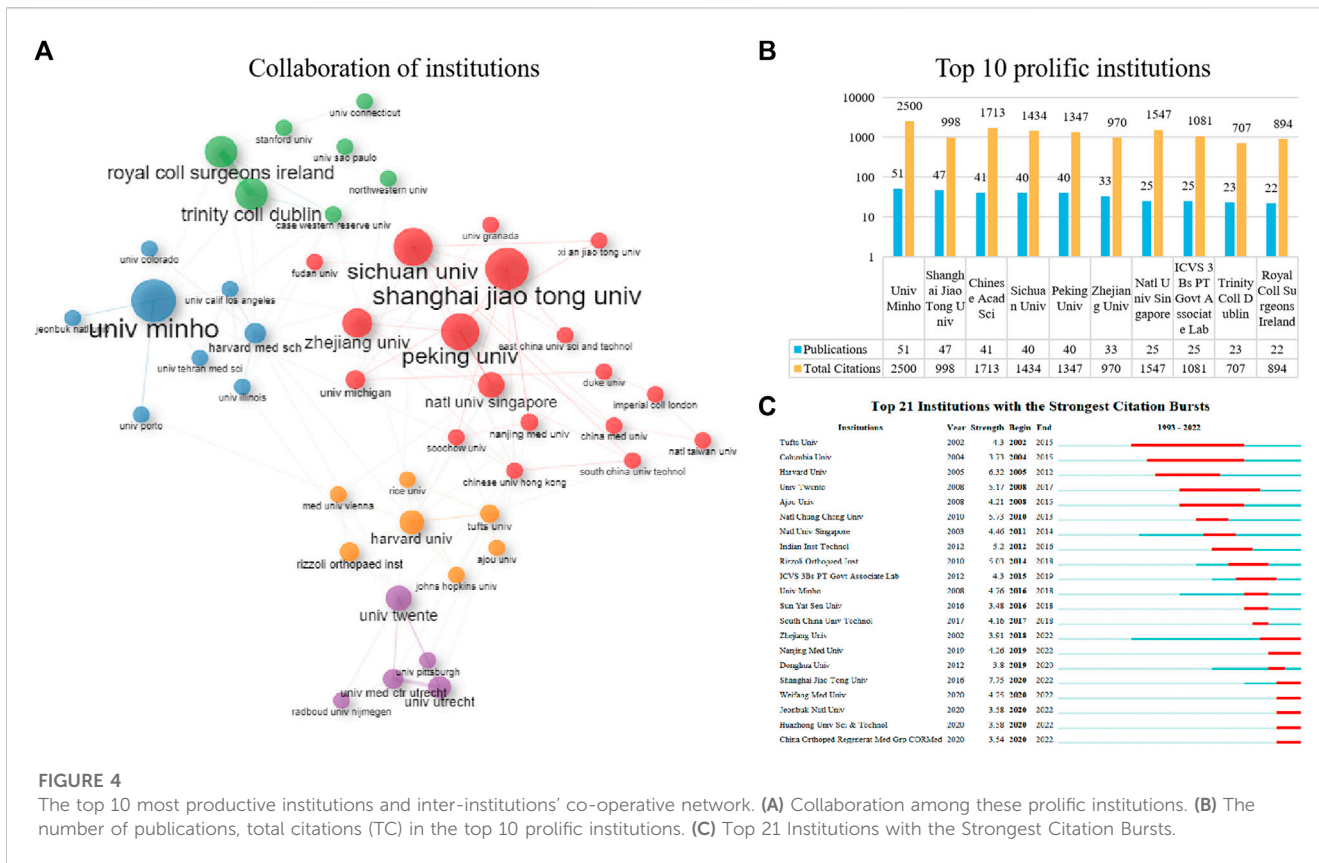 A
Collaboration of institutions
univ connecticut
stanford univ
univ sao paulo
royal coll surgeons ireland
northwestern univ
trinity coll dublin
case western reserve univ
univ granada
xi an jiao tong univ
univ colorado
fudan univ
sichuan univ
shanghai jiao tong univ
univ calif los angeles
jeonbuk natl univ
univ minho
harvard med sch
zhejiang univ
peking univ
east china univ sci and technol
univ tehran med sci
univ michigan
duke univ
univ illinois
natl univ singapore
imperial coll london
univ porto
nanjing med univ
china med univ
soochow univ
natl taiwan univ
south china univ technol
chinese univ hong kong
rice univ
med univ vienna
tufts univ
harvard univ
rizzoli orthopaed inst
ajou univ
johns hopkins univ
univ twente
univ pittsburgh
univ med ctr utrecht
univ utrecht
radboud univ nijmegen
B
Top 10 prolific institutions
10000
1000
100
10
1
2500 998 1713 1434 1347 970 1547 1081 707 894
51 47 41 40 40 33 25 25 23 22
Univ
Minho
Shang
hai Jiao
Tong U
niv
Chines
e Acad
Sci
Sichua
n Univ
Peking
Univ
Zhejian
g Univ
Natl U
niv Sin
gapore
ICVS 3
Bs PT
Govt A
ssociat
e Lab
Trinity
Coll D
ublin
Royal
Coll Su
rgeons
Ireland
Publications 51 47 41 40 40 33 25 25 23 22
Total Citations 2500 998 1713 1434 1347 970 1547 1081 707 894
C
Top 21 Institutions with the Strongest Citation Bursts
Institutions Year Strength Begin End 1993 - 2022
Tufts Univ 2002 4.3 2002 2015
Columbia Univ 2004 3.73 2004 2015
Harvard Univ 2005 6.32 2005 2012
Univ Twente 2008 5.17 2008 2017
Ajou Univ 2008 4.21 2008 2015
Natl Chung Cheng Univ 2010 5.73 2010 2013
Natl Univ Singapore 2003 4.46 2011 2014
Indian Inst Technol 2012 5.2 2012 2016
Rizzoli Orthopaed Inst 2010 5.03 2014 2018
ICVS 3Bs PT Govt Associate Lab 2012 4.3 2015 2019
Univ Minho 2008 4.76 2016 2018
Sun Yat Sen Univ 2016 3.48 2016 2018
South China Univ Technol 2017 4.16 2017 2018
Zhejiang Univ 2002 3.91 2018 2022
Nanjing Med Univ 2019 4.26 2019 2022
Donghua Univ 2012 3.8 2019 2020
Shanghai Jiao Tong Univ 2016 7.75 2020 2022
Weifang Med Univ 2020 4.25 2020 2022
Jeonbuk Natl Univ 2020 3.58 2020 2022
Huazhong Univ Sci & Technol 2020 3.58 2020 2022
China Orthoped Regenerat Med Grp CORMed 2020 3.54 2020 2022
FIGURE 4
The top 10 most productive institutions and inter-institutions' co-operative network. (A) Collaboration among these prolific institutions. (B) The
number of publications, total citations (TC) in the top 10 prolific institutions. (C) Top 21 Institutions with the Strongest Citation Bursts.